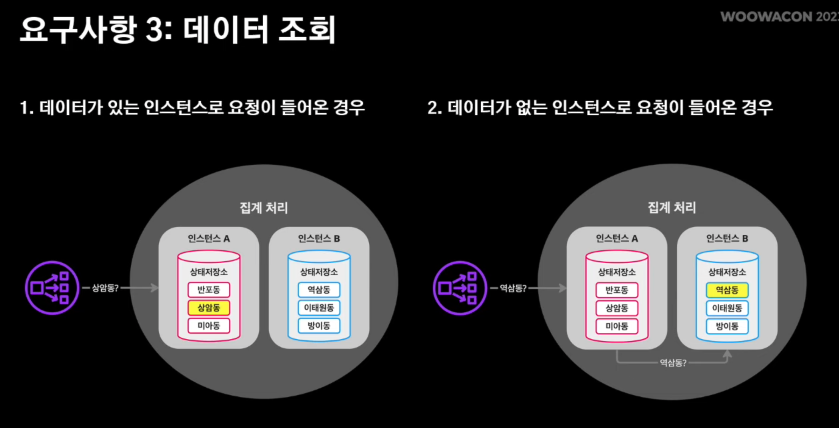 요구사항 3: 데이터 조회
WOOWACON 202
1. 데이터가 있는 인스턴스로 요청이 들어온 경우
집계 처리
인스턴스 A
인스턴스 B
상태저장소
반포동
상암동
미아동
상태저장소
역삼동
이태원동
방이동
상암동?
2. 데이터가 없는 인스턴스로 요청이 들어온 경우
집계 처리
인스턴스 A
인스턴스 B
상태저장소
반포동
상암동
미아동
상태저장소
역삼동
이태원동
방이동
역삼동?
역삼동?